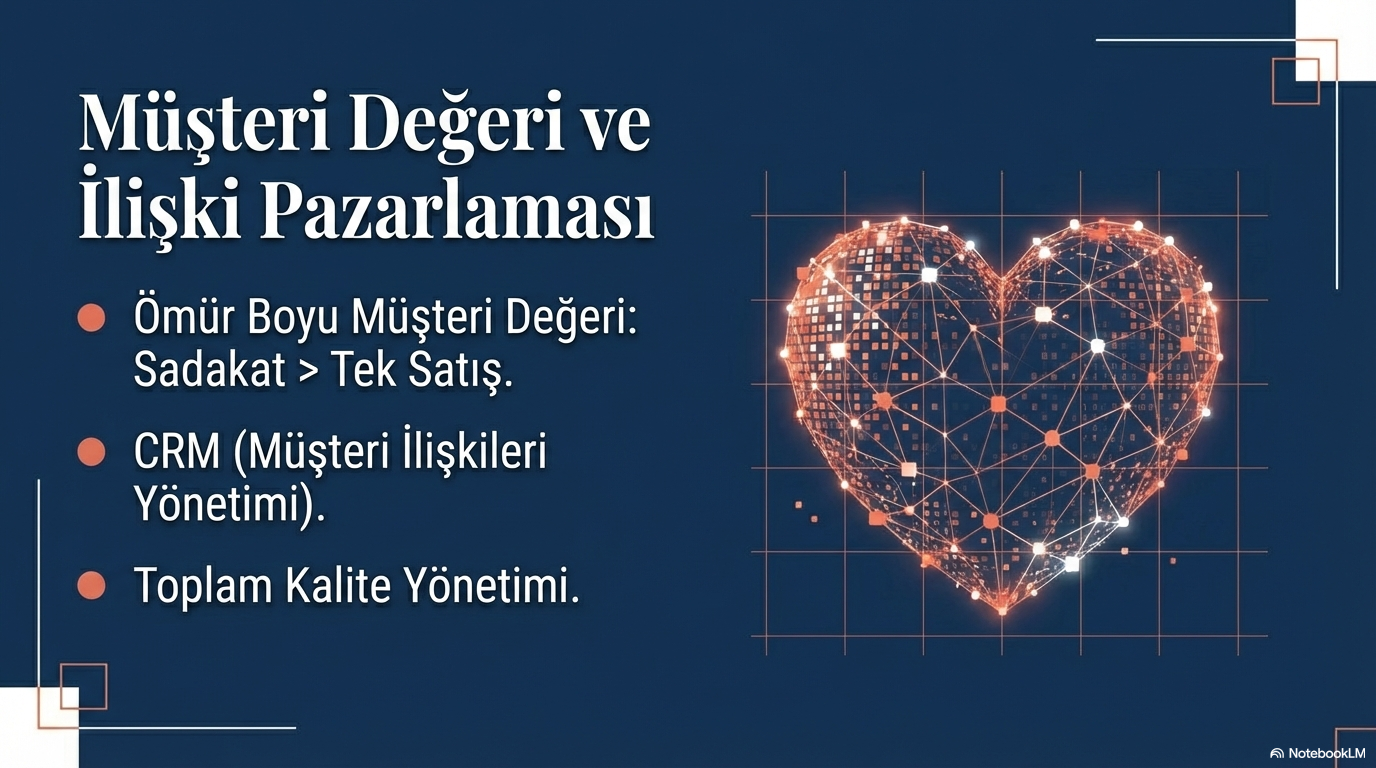 Müşteri Değeri ve
İlişki Pazarlaması
Ömür Boyu Müşteri Değeri:
Sadakat > Tek Satış.
CRM (Müşteri İlişkileri
Yönetimi).
Toplam Kalite Yönetimi.
NotebookLM